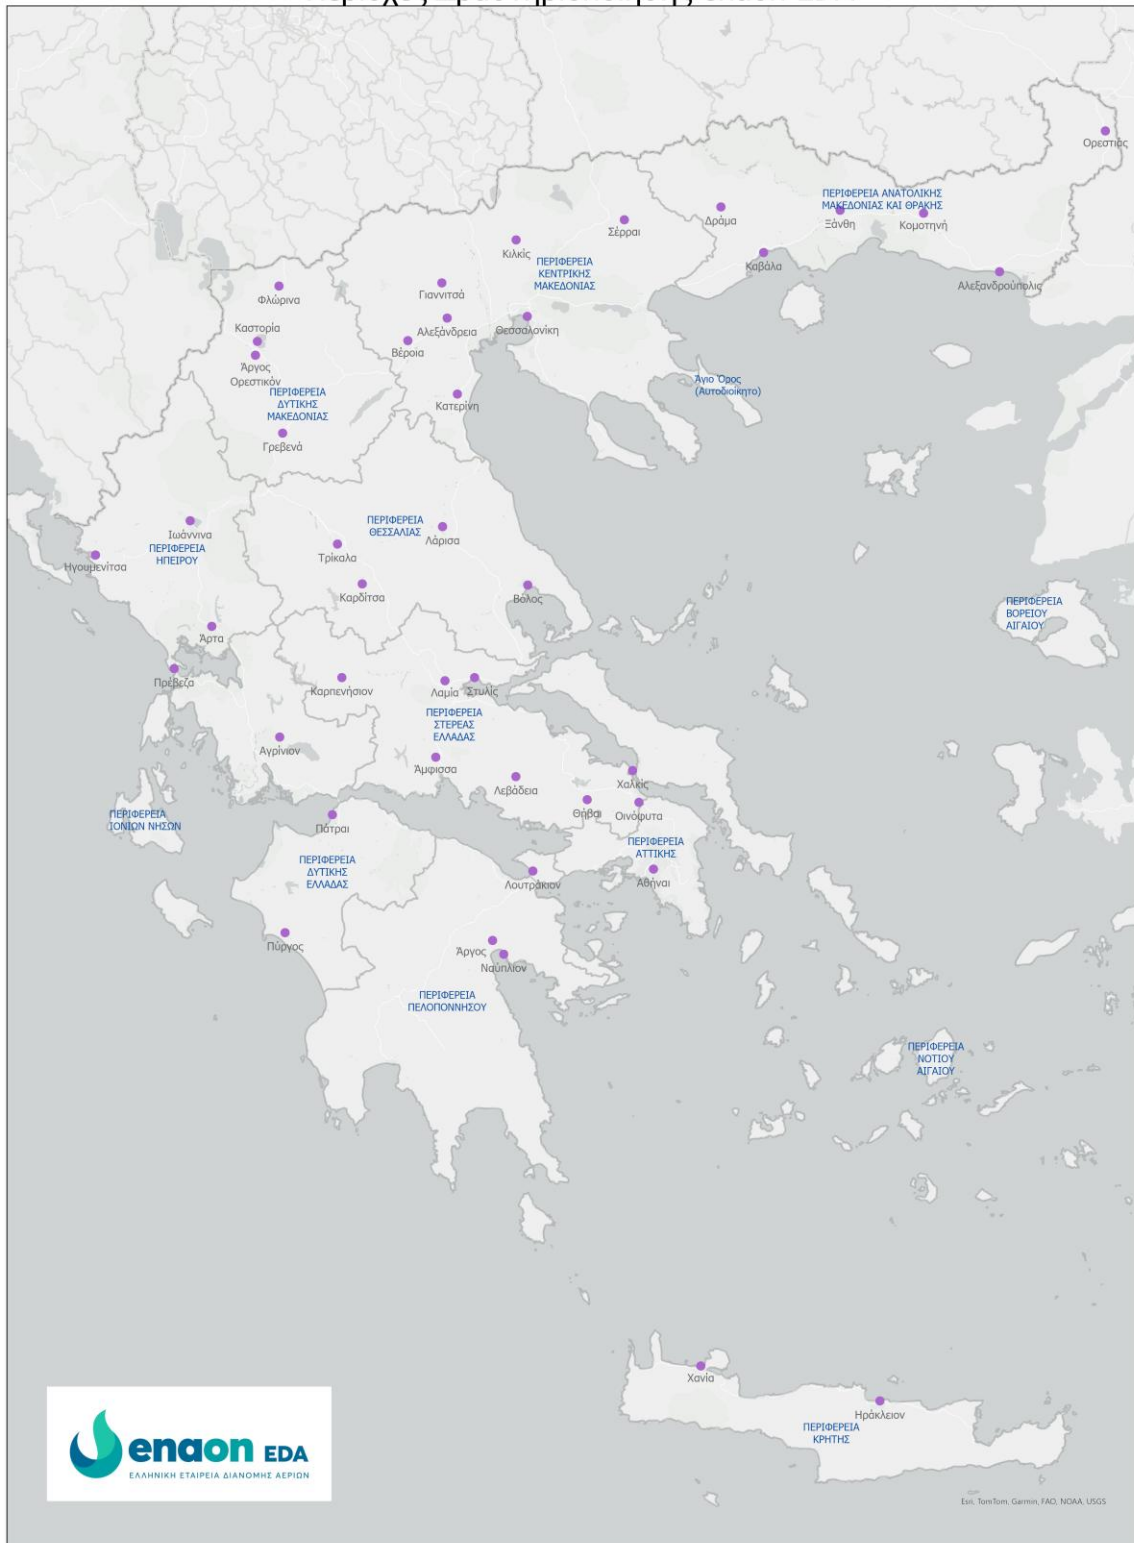 enaon EDA
Ορεστιάς
ΠΕΡΙΦΕΡΕΙΑ ΑΝΑΤΟΛΙΚΗΣ
ΜΑΚΕΔΟΝΙΑΣ ΚΑΙ ΘΡΑΚΗΣ
Δράμα
Ξάνθη
Κομοτηνή
Σέρραι
Κιλκίς
Καβάλα
ΠΕΡΙΦΕΡΕΙΑ
ΚΕΝΤΡΙΚΗΣ
ΜΑΚΕΔΟΝΙΑΣ
Αλεξανδρούπολις
Γιαννιτσά
Φλώρινα
Θεσσαλονίκη
Αλεξάνδρεια
Καστορία
Βέροια
Άργος
Ορεστικόν
Άγιο Όρος
(Αυτοδιοίκητο)
ΠΕΡΙΦΕΡΕΙΑ
ΔΥΤΙΚΗΣ
ΜΑΚΕΔΟΝΙΑΣ
Κατερίνη
Γρεβενά
ΠΕΡΙΦΕΡΕΙΑ
ΘΕΣΣΑΛΙΑΣ
Ιωάννινα
Λάρισα
ΠΕΡΙΦΕΡΕΙΑ
ΗΠΕΙΡΟΥ
Τρίκαλα
Ηγουμενίτσα
Καρδίτσα
Βόλος
ΠΕΡΙΦΕΡΕΙΑ
ΒΟΡΕΙΟΥ
ΑΙΓΑΙΟΥ
Άρτα
Πρέβεζα
Καρπενήσιον
Λαμία
Στυλίς
ΠΕΡΙΦΕΡΕΙΑ
ΣΤΕΡΕΑΣ
ΕΛΛΑΔΑΣ
Αγρίνιον
Άμφισσα
Λεβάδεια
Χαλκίς
Θήβαι
Οινόφυτα
ΠΕΡΙΦΕΡΕΙΑ
ΙΟΝΙΩΝ ΝΗΣΩΝ
Πάτραι
ΠΕΡΙΦΕΡΕΙΑ
ΑΤΤΙΚΗΣ
ΠΕΡΙΦΕΡΕΙΑ
ΔΥΤΙΚΗΣ
ΕΛΛΑΔΑΣ
Λουτράκιον
Αθήναι
Πύργος
Άργος
Ναύπλιον
ΠΕΡΙΦΕΡΕΙΑ
ΠΕΛΟΠΟΝΝΗΣΟΥ
ΠΕΡΙΦΕΡΕΙΑ
ΝΟΤΙΟΥ
ΑΙΓΑΙΟΥ
Χανιά
Ηράκλειον
ΠΕΡΙΦΕΡΕΙΑ
ΚΡΗΤΗΣ
ΕΛΛΗΝΙΚΗ ΕΤΑΙΡΕΙΑ ΔΙΑΝΟΜΗΣ ΑΕΡΙΩΝ
Esri, TomTom, Garmin, FAO, NOAA, USGS